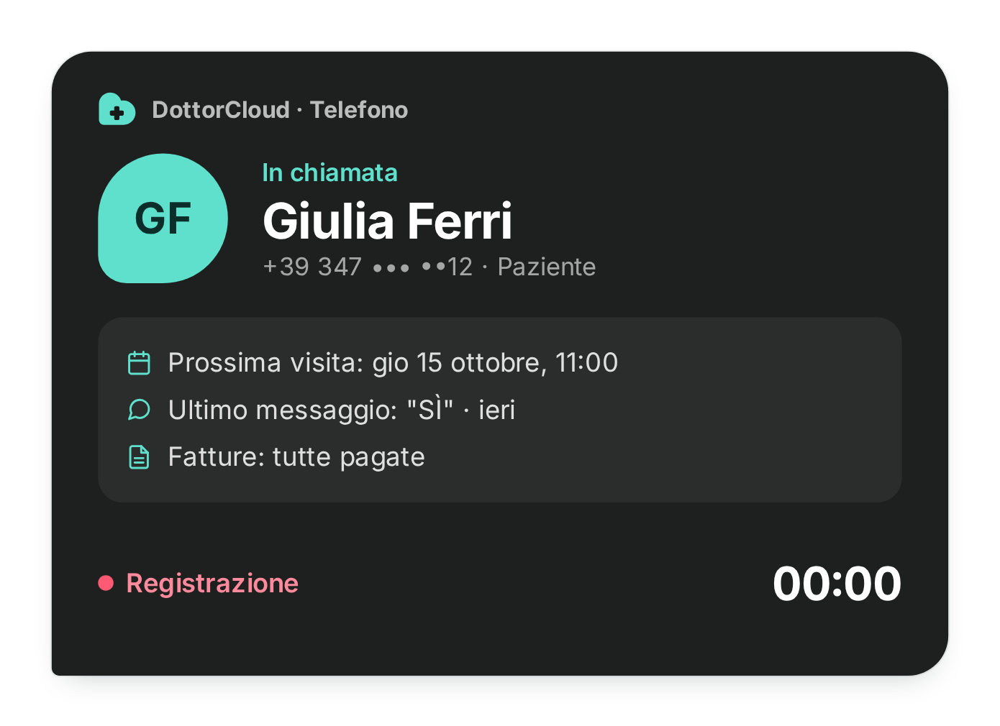 DottorCloud · Telefono
GF
In chiamata
Giulia Ferri
+39 347 ••• ••12 · Paziente
Prossima visita: gio 15 ottobre, 11:00
Ultimo messaggio: "SÌ" · ieri
Fatture: tutte pagate
Registrazione
00:00